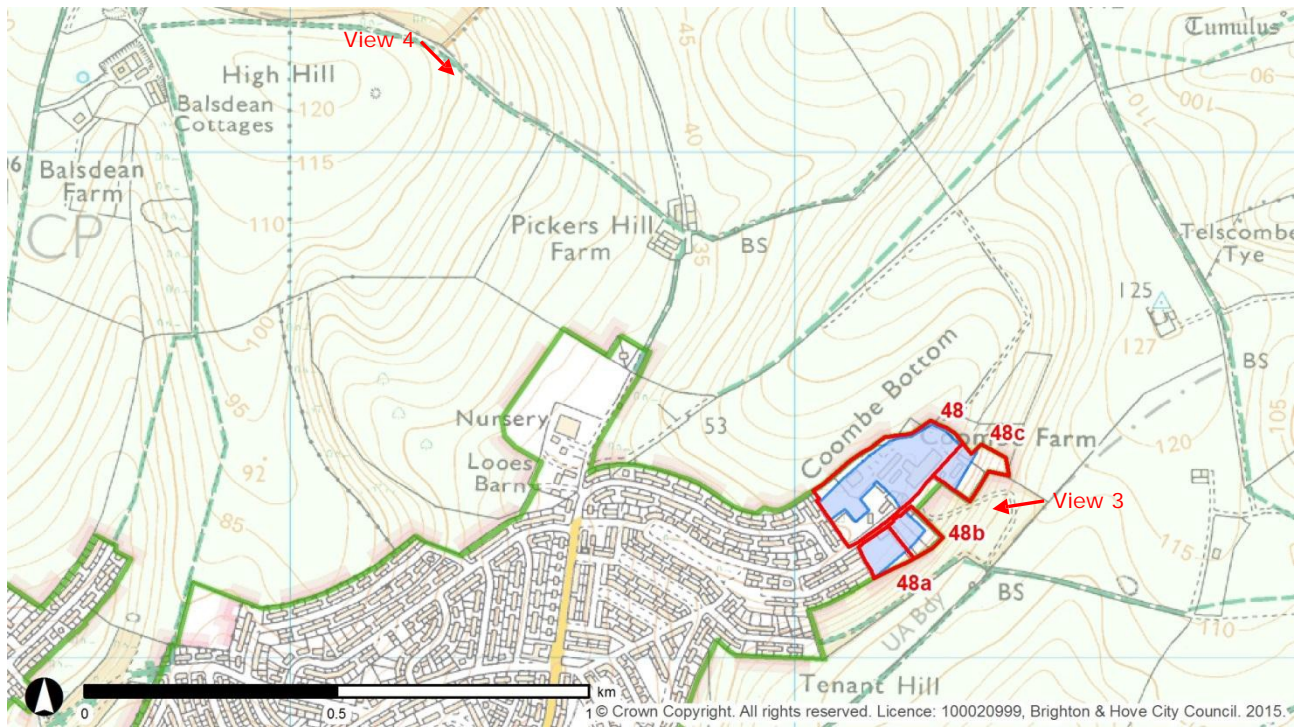 View 4
45
Tumulus
90
100
110
High Hill
120
Balsdean
Cottages
40
115
96
Balsdean
Farm
110
CP
Pickers Hill
Farm
35
BS
Telscombe
Tye
125
127
100
BS
105
Coombe Bottom
95
Nursery
53
48
48c
Coombe Farm
120
92
Looes
Barn
View 3
85
48b
115
48a
BS
UA Bdy
110
Tenant Hill
km
0
0.5
1
© Crown Copyright. All rights reserved. Licence: 100020999, Brighton & Hove City Council. 2015.